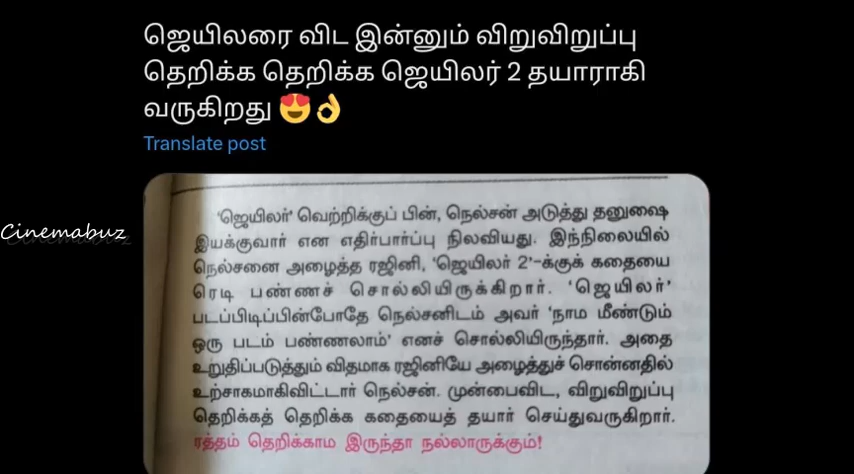 ஜெயிலரை விட இன்னும் விறுவிறுப்பு
தெறிக்க தெறிக்க ஜெயிலர் 2 தயாராகி
வருகிறது 😍👌
Translate post
Cinemabuz
'ஜெயிலர்' வெற்றிக்குப் பின், நெல்சன் அடுத்து தனுஷை
இயக்குவார் என எதிர்பார்ப்பு நிலவியது. இந்நிலையில்
நெல்சனை அழைத்த ரஜினி, 'ஜெயிலர் 2'-க்குக் கதையை
ரெடி பண்ணச் சொல்லியிருக்கிறார். 'ஜெயிலர்'
படப்பிடிப்பின்போதே நெல்சனிடம் அவர் 'நாம மீண்டும்
ஒரு படம் பண்ணலாம்' எனச் சொல்லியிருந்தார். அதை
உறுதிப்படுத்தும் விதமாக ரஜினியே அழைத்துச் சொன்னதில்
உற்சாகமாகிவிட்டார் நெல்சன். முன்பைவிட, விறுவிறுப்பு
தெறிக்கத் தெறிக்க கதையைத் தயார் செய்துவருகிறார்.
ரத்தம் தெறிக்காம இருந்தா நல்லாருக்கும்!